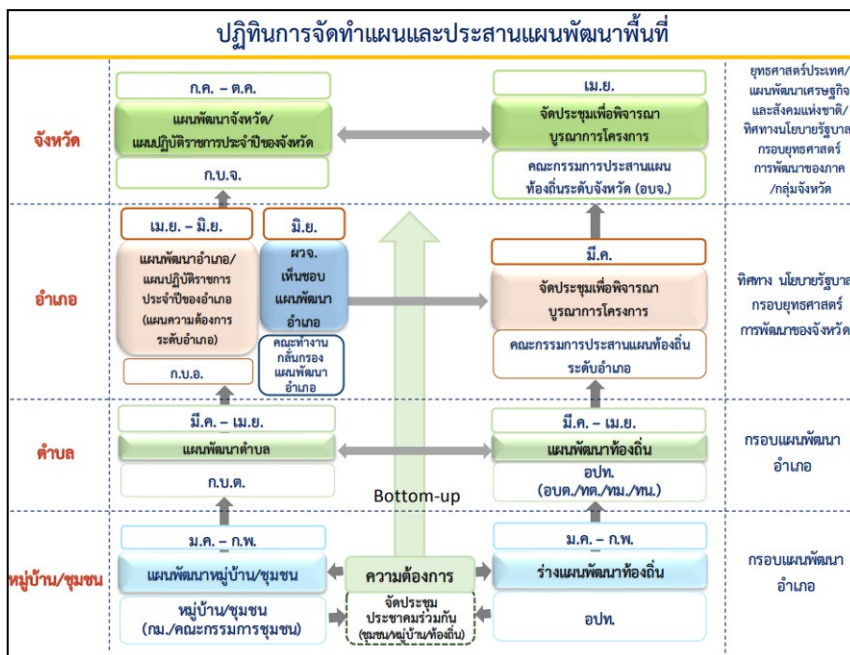 ปฏิทินการจัดทำแผนและประสานแผนพัฒนาพื้นที่
จังหวัด
ก.ค. – ต.ค.
แผนพัฒนาจังหวัด/
แผนปฏิบัติราชการประจำปีของจังหวัด
ก.บ.จ.
เม.ย.
จัดประชุมเพื่อพิจารณา
บูรณาการโครงการ
คณะกรรมการประสานแผน
ท้องถิ่นระดับจังหวัด (อบจ.)
ยุทธศาสตร์ประเทศ/
แผนพัฒนาเศรษฐกิจ
และสังคมแห่งชาติ/
ทิศทางนโยบายรัฐบาล
กรอบยุทธศาสตร์
การพัฒนาของภาค
/กลุ่มจังหวัด
อำเภอ
เม.ย. – มิ.ย.
แผนพัฒนาอำเภอ/
แผนปฏิบัติราชการ
ประจำปีของอำเภอ
(แผนความต้องการ
ระดับอำเภอ)
ก.บ.อ.
มิ.ย.
ผวจ.
เห็นชอบ
แผนพัฒนา
อำเภอ
คณะทำงาน
กลั่นกรอง
แผนพัฒนา
อำเภอ
มี.ค.
จัดประชุมเพื่อพิจารณา
บูรณาการโครงการ
คณะกรรมการประสานแผนท้องถิ่น
ระดับอำเภอ
ทิศทาง นโยบายรัฐบาล
กรอบยุทธศาสตร์
การพัฒนาของจังหวัด
ตำบล
มี.ค. – เม.ย.
แผนพัฒนาตำบล
ก.บ.ต.
Bottom-up
มี.ค. – เม.ย.
แผนพัฒนาท้องถิ่น
อปท.
(อบต./ทต./ทม./ทน.)
กรอบแผนพัฒนา
อำเภอ
หมู่บ้าน/ชุมชน
ม.ค. – ก.พ.
แผนพัฒนาหมู่บ้าน/ชุมชน
หมู่บ้าน/ชุมชน
(กม./คณะกรรมการชุมชน)
ความต้องการ
จัดประชุม
ประชาคมร่วมกัน
(ชุมชน/หมู่บ้าน/ท้องถิ่น)
ม.ค. – ก.พ.
ร่างแผนพัฒนาท้องถิ่น
อปท.
กรอบแผนพัฒนา
อำเภอ